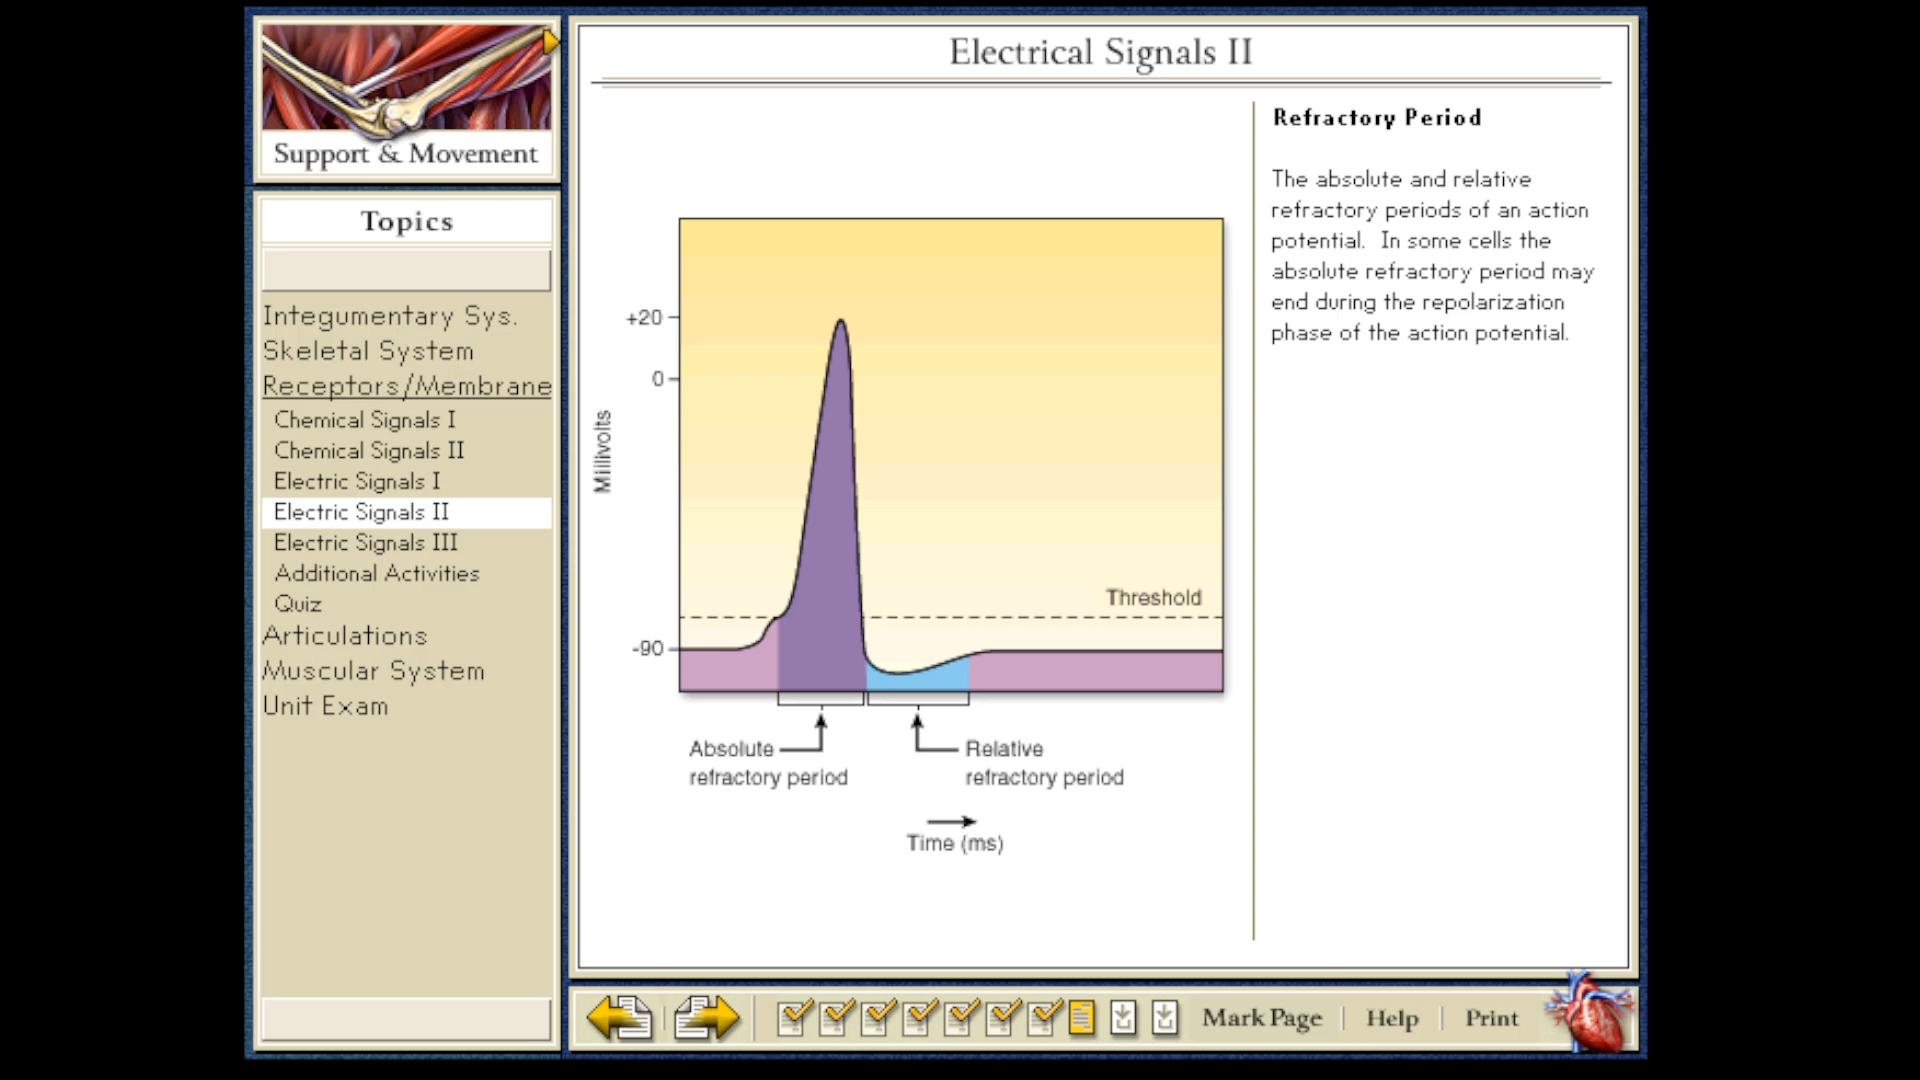 Support & Movement
Topics
Integumentary Sys.
Skeletal System
Receptors/Membrane
Chemical Signals I
Chemical Signals II
Electric Signals I
Electric Signals II
Electric Signals III
Additional Activities
Quiz
Articulations
Muscular System
Unit Exam
Electrical Signals II
+20
0
Millivolts
Threshold
-90
Absolute
refractory period
Relative
refractory period
Time (ms)
Refractory Period
The absolute and relative
refractory periods of an action
potential. In some cells the
absolute refractory period may
end during the repolarization
phase of the action potential.
Mark Page
Help
Print